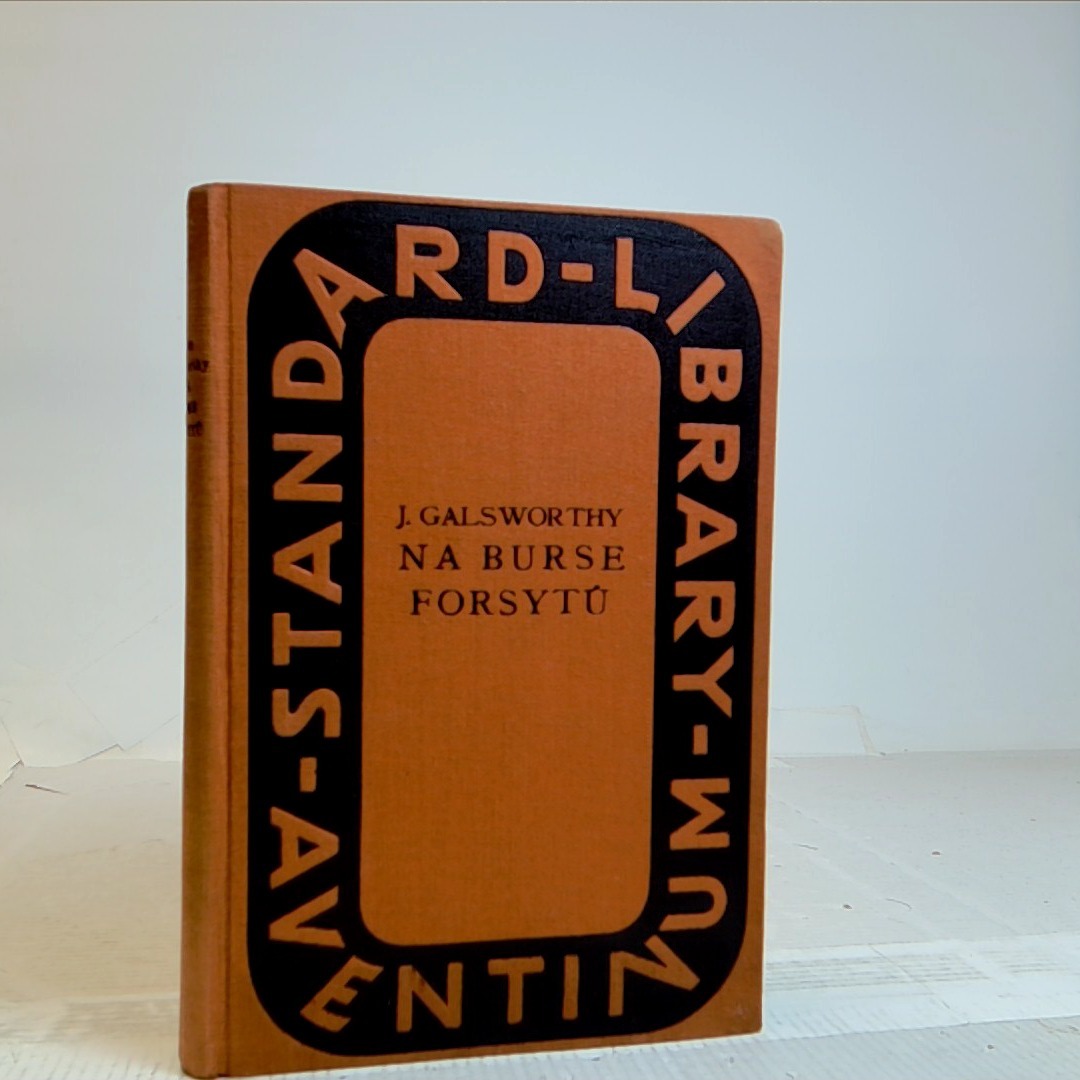 STANDARD-LIBRARY-
AVENTINUM-
J. GALSWORTHY
NA BURSE
FORSYTŮ